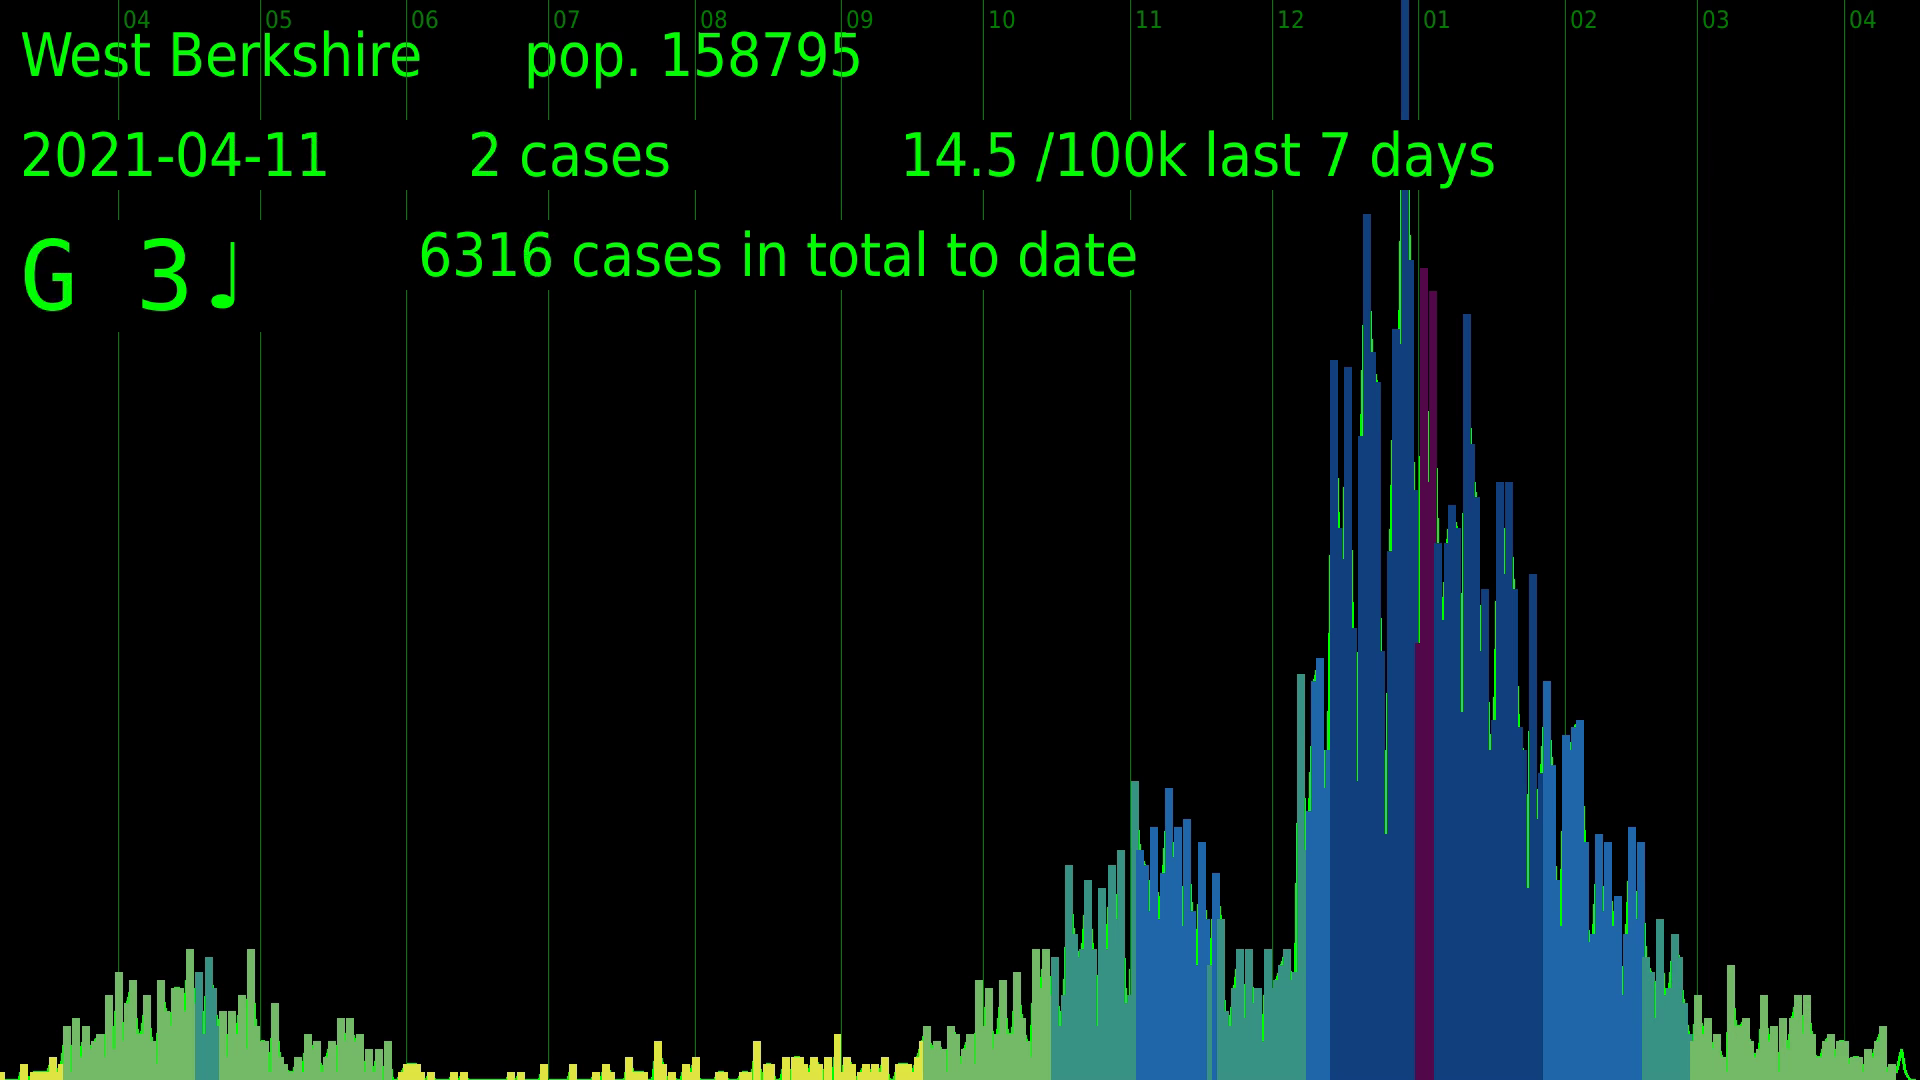 04 05 06 07 08 09 10 11 12 01 02 03 04
West Berkshire pop. 158795
2021-04-11 2 cases 14.5 /100k last 7 days
G 3♩ 6316 cases in total to date